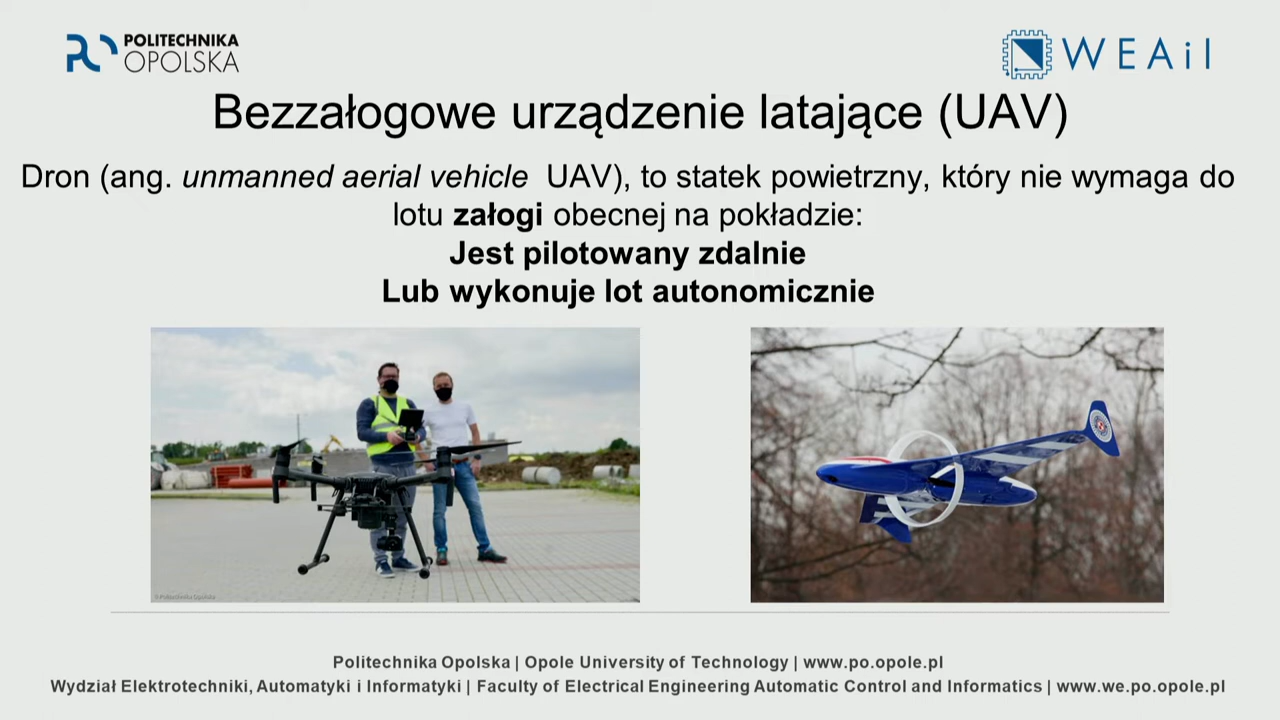 POLITECHNIKA
OPOLSKA
WEAiI
Bezzałogowe urządzenie latające (UAV)
Dron (ang. unmanned aerial vehicle UAV), to statek powietrzny, który nie wymaga do
lotu załogi obecnej na pokładzie:
Jest pilotowany zdalnie
Lub wykonuje lot autonomicznie
© Politechnika Opolska
Politechnika Opolska | Opole University of Technology | www.po.opole.pl
Wydział Elektrotechniki, Automatyki i Informatyki | Faculty of Electrical Engineering Automatic Control and Informatics | www.we.po.opole.pl